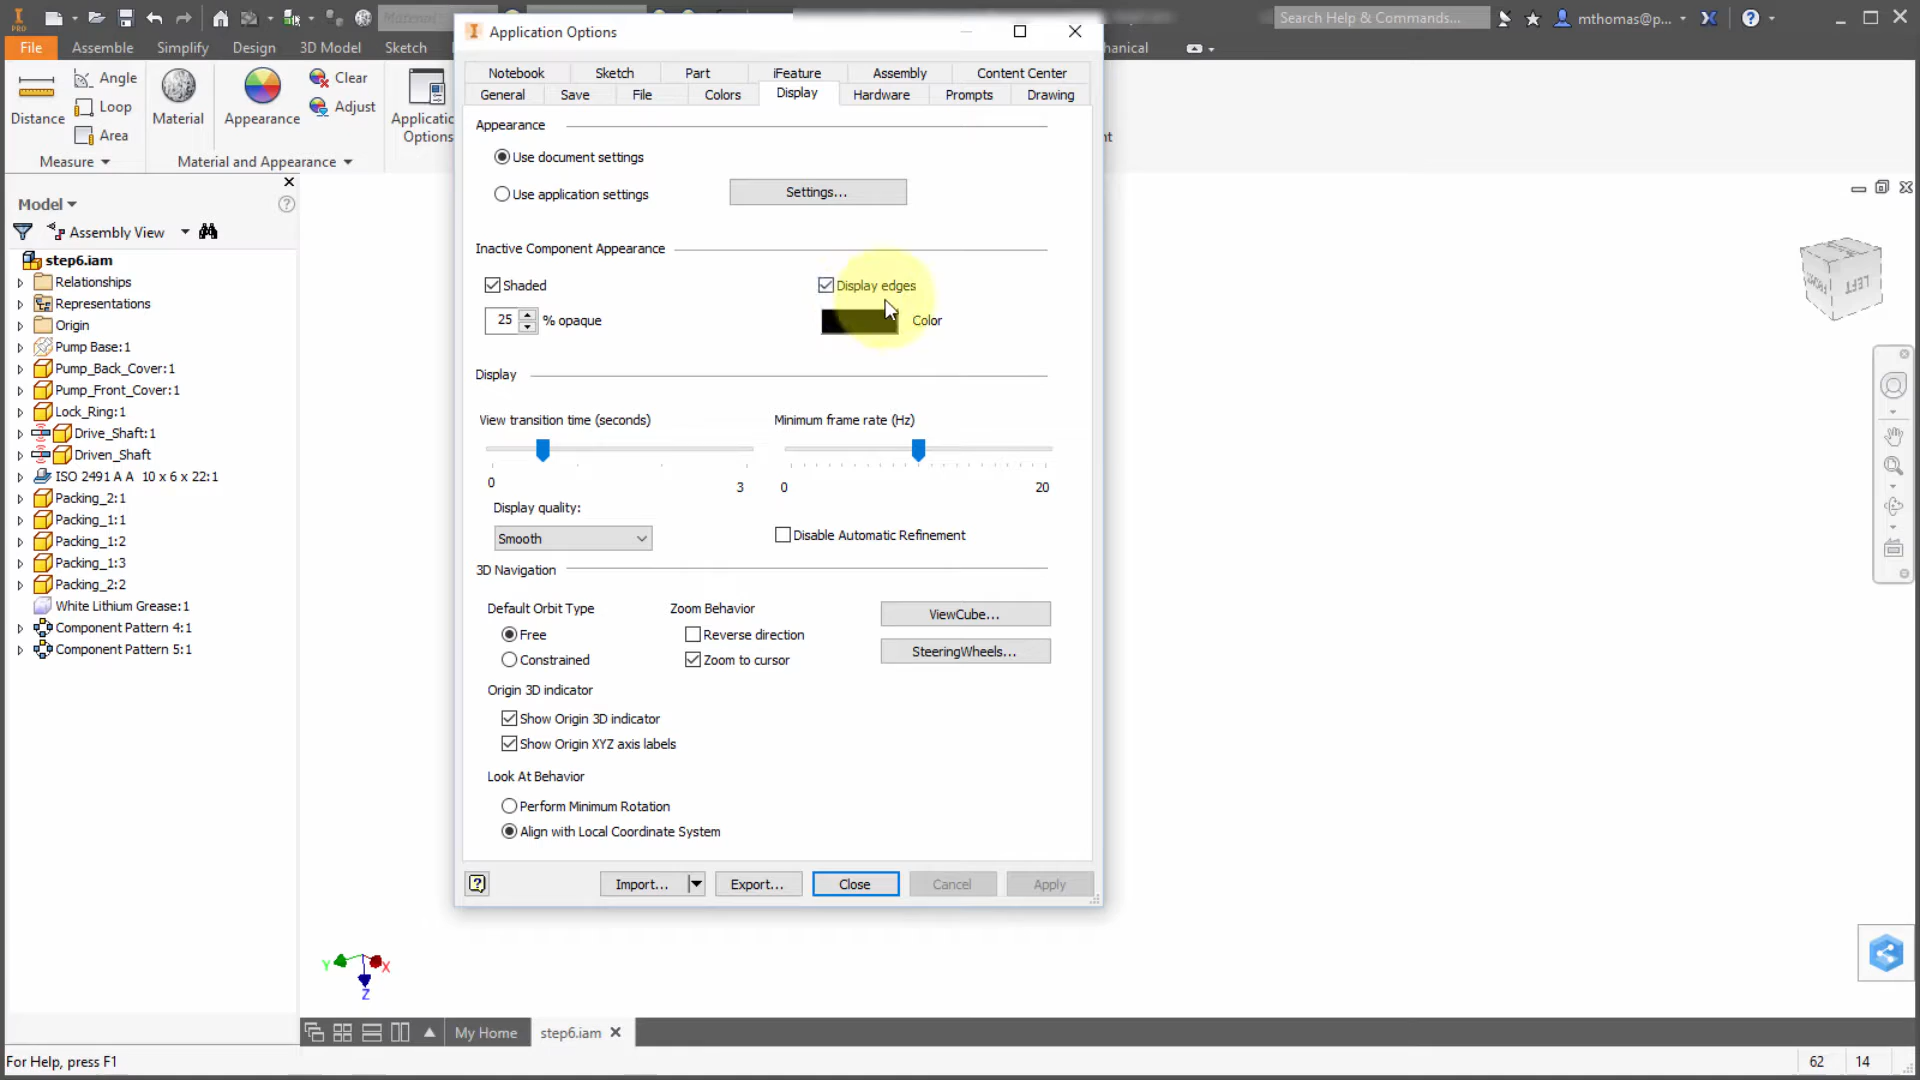 PRO
Material
Search Help & Commands...
mthomas@p...
File
Assemble
Simplify
Design
3D Model
Sketch
Angle
Loop
Area
Distance
Measure
Material
Appearance
Clear
Adjust
Material and Appearance
Applicatio
Options
Application Options
Notebook
Sketch
Part
iFeature
Assembly
Content Center
General
Save
File
Colors
Display
Hardware
Prompts
Drawing
Appearance
Use document settings
Use application settings
Settings...
Inactive Component Appearance
Shaded
Display edges
25
% opaque
Color
Display
View transition time (seconds)
Minimum frame rate (Hz)
0
3
0
20
Display quality:
Smooth
Disable Automatic Refinement
3D Navigation
Default Orbit Type
Free
Constrained
Zoom Behavior
Reverse direction
Zoom to cursor
ViewCube...
SteeringWheels...
Origin 3D indicator
Show Origin 3D indicator
Show Origin XYZ axis labels
Look At Behavior
Perform Minimum Rotation
Align with Local Coordinate System
Import...
Export...
Close
Cancel
Apply
Model
Assembly View
step6.iam
Relationships
Representations
Origin
Pump Base:1
Pump_Back_Cover:1
Pump_Front_Cover:1
Lock_Ring:1
Drive_Shaft:1
Driven_Shaft
ISO 2491 A A 10 x 6 x 22:1
Packing_2:1
Packing_1:1
Packing_1:2
Packing_1:3
Packing_2:2
White Lithium Grease:1
Component Pattern 4:1
Component Pattern 5:1
FRONT
LEFT
Y
X
Z
My Home
step6.iam
For Help, press F1
62
14